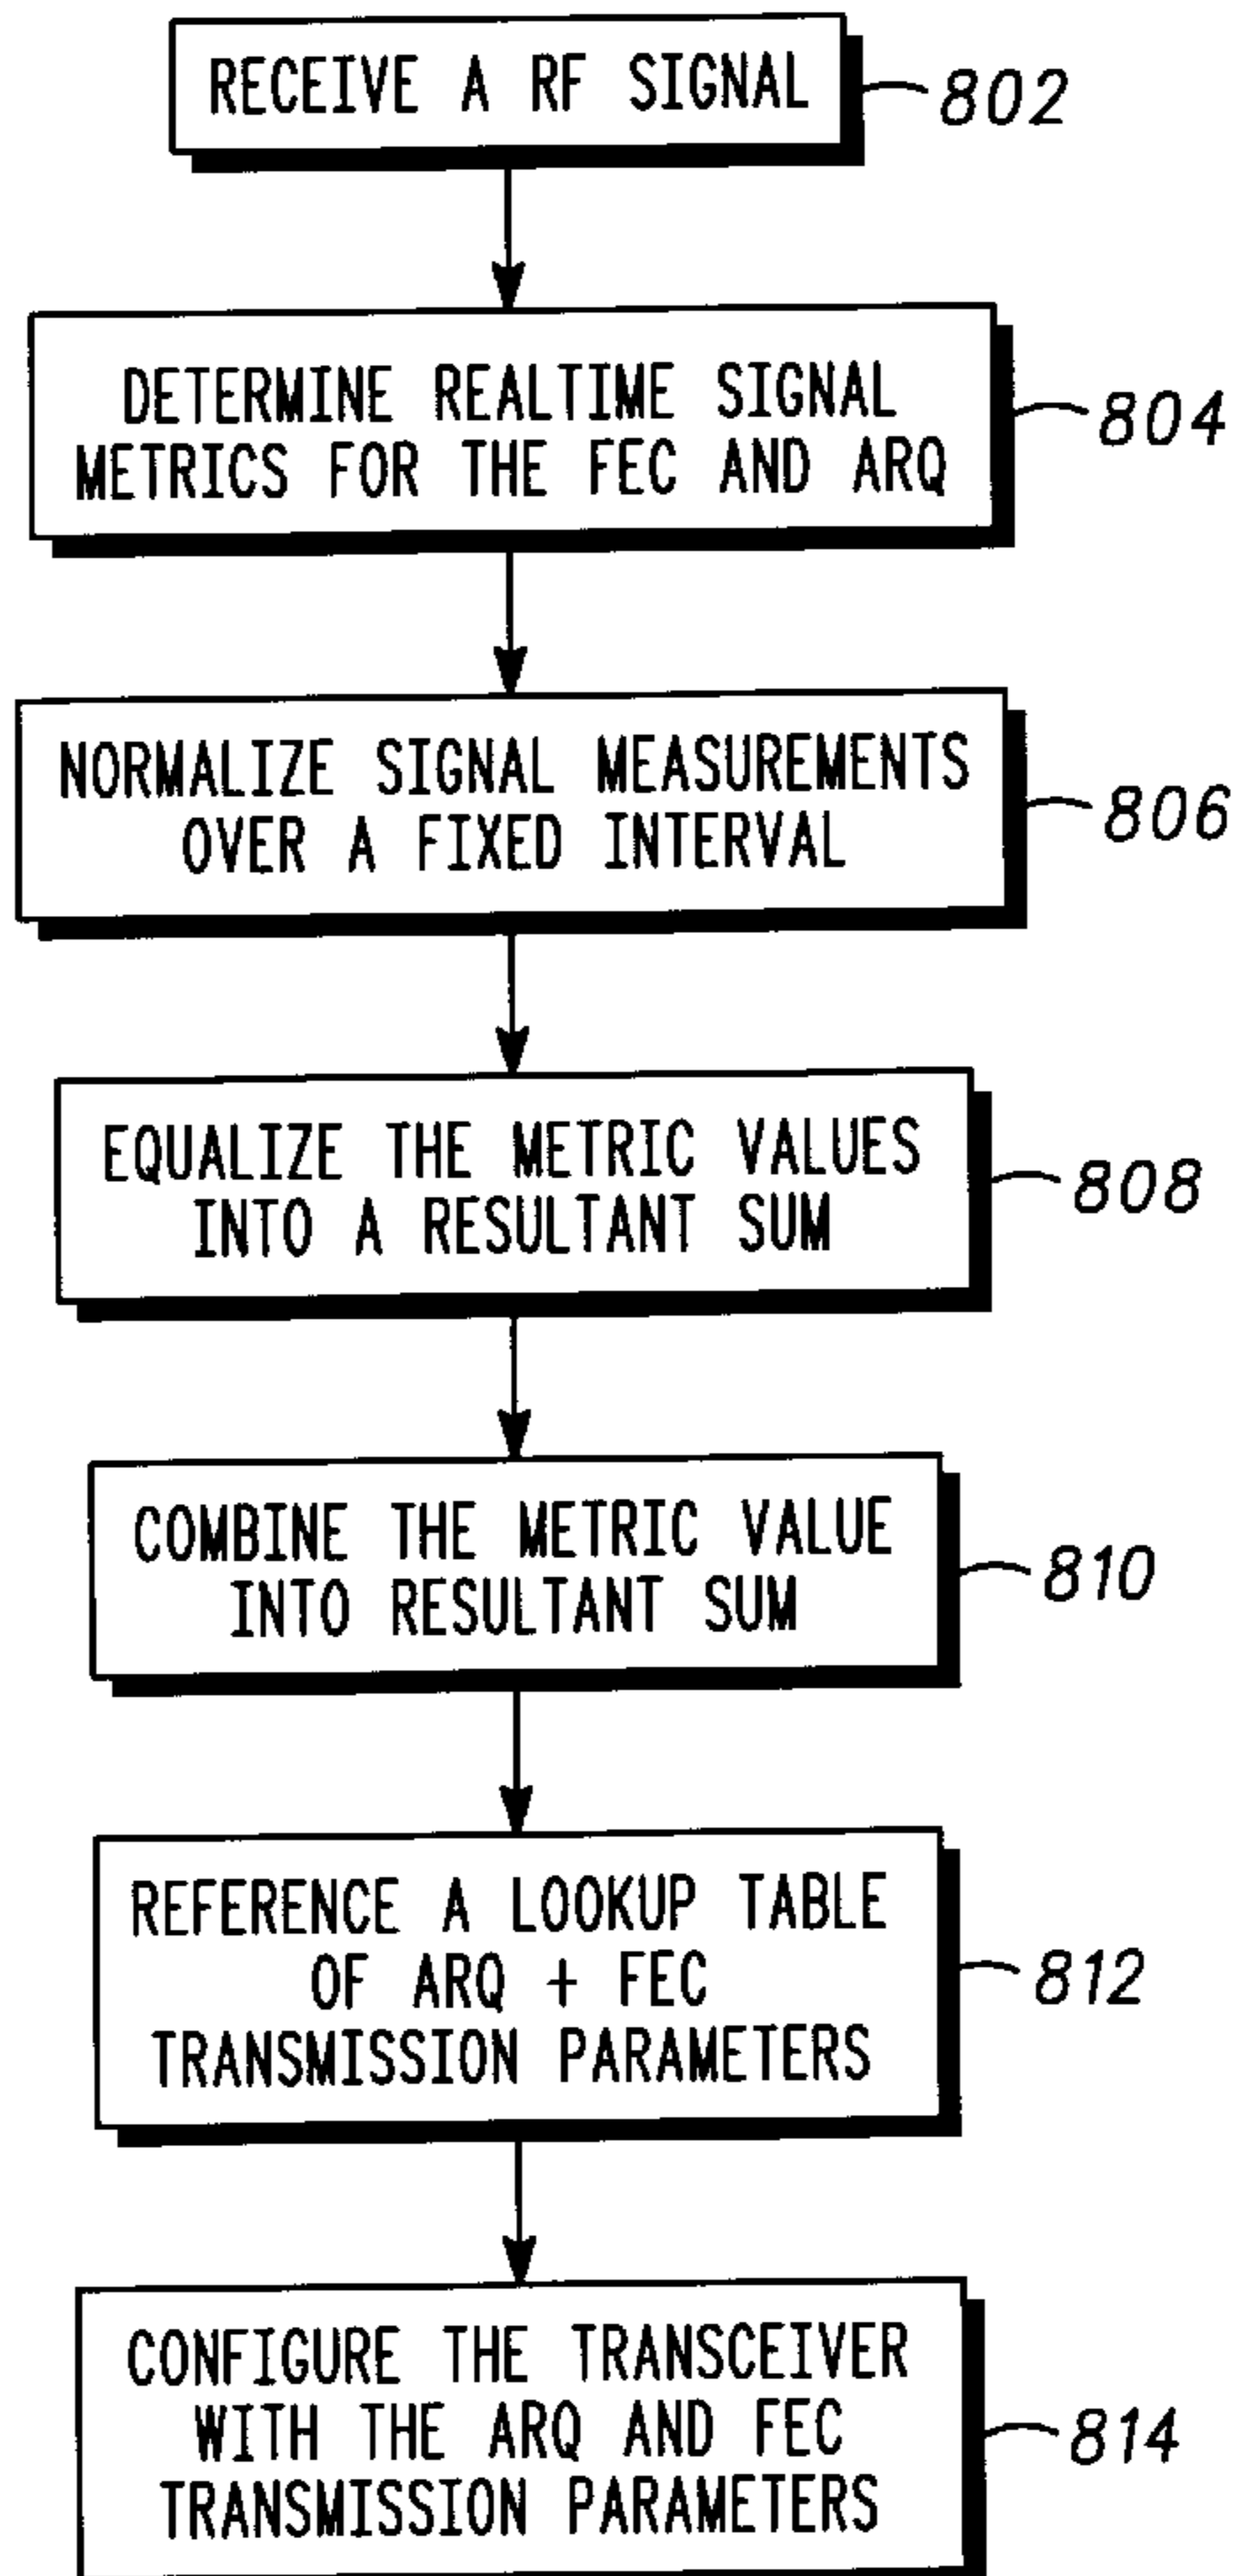 RECEIVE A RF SIGNAL
802
DETERMINE REALTIME SIGNAL
METRICS FOR THE FEC AND ARQ
804
NORMALIZE SIGNAL MEASUREMENTS
OVER A FIXED INTERVAL
806
EQUALIZE THE METRIC VALUES
INTO A RESULTANT SUM
808
COMBINE THE METRIC VALUE
INTO RESULTANT SUM
810
REFERENCE A LOOKUP TABLE
OF ARQ + FEC
TRANSMISSION PARAMETERS
812
CONFIGURE THE TRANSCEIVER
WITH THE ARQ AND FEC
TRANSMISSION PARAMETERS
814